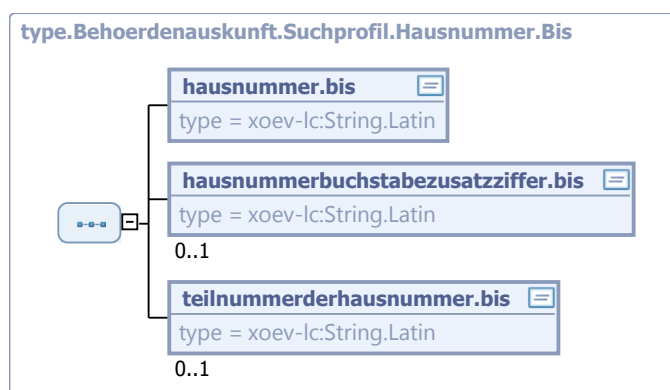 type.Behoerdenauskunft.Suchprofil.Hausnummer.Bis
hausnummer.bis
type = xoev-lc:String.Latin
hausnummerbuchstabezusatzziffer.bis
type = xoev-lc:String.Latin
0..1
teilnummerderhausnummer.bis
type = xoev-lc:String.Latin
0..1